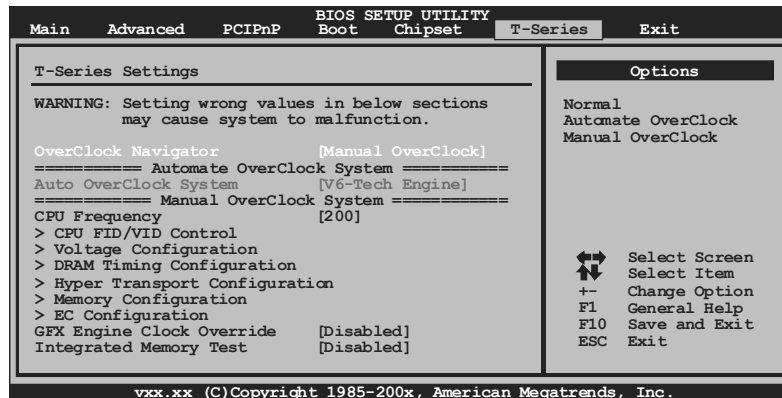 BIOS SETUP UTILITY
Main Advanced PCIPnP Boot Chipset T-Series Exit
T-Series Settings
WARNING: Setting wrong values in below sections
may cause system to malfunction.
OverClock Navigator [Manual OverClock]
=========== Automate OverClock System ===========
Auto OverClock System [V6-Tech Engine]
============ Manual OverClock System ============
CPU Frequency [200]
> CPU FID/VID Control
> Voltage Configuration
> DRAM Timing Configuration
> Hyper Transport Configuration
> Memory Configuration
> EC Configuration
GFX Engine Clock Override [Disabled]
Integrated Memory Test [Disabled]
Options
Normal
Automate OverClock
Manual OverClock
Select Screen
Select Item
+- Change Option
F1 General Help
F10 Save and Exit
ESC Exit
vxx.xx (C)Copyright 1985-200x, American Megatrends, Inc.